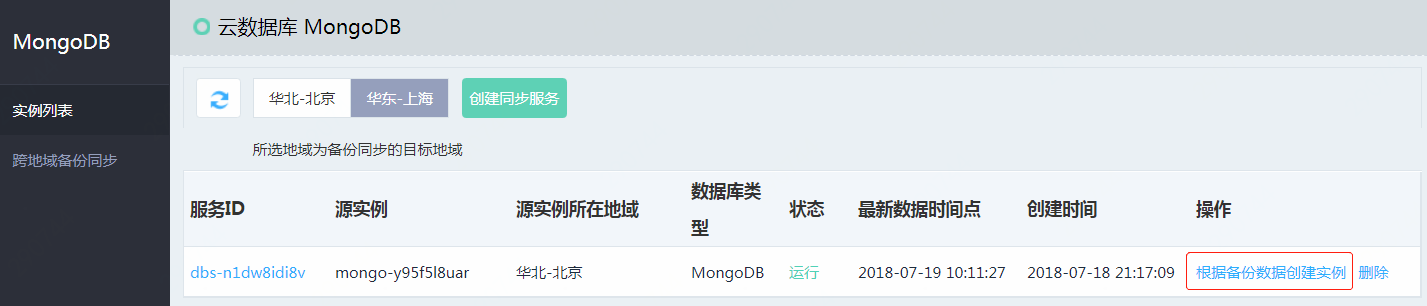 MongoDB
实例列表
跨地域备份同步
云数据库 MongoDB
华北-北京 华东-上海 创建同步服务
所选地域为备份同步的目标地域
服务ID 源实例 源实例所在地域 数据库类型 状态 最新数据时间点 创建时间 操作
dbs-n1dw8idi8v mongo-y95f5l8uar 华北-北京 MongoDB 运行 2018-07-19 10:11:27 2018-07-18 21:17:09 根据备份数据创建实例 删除